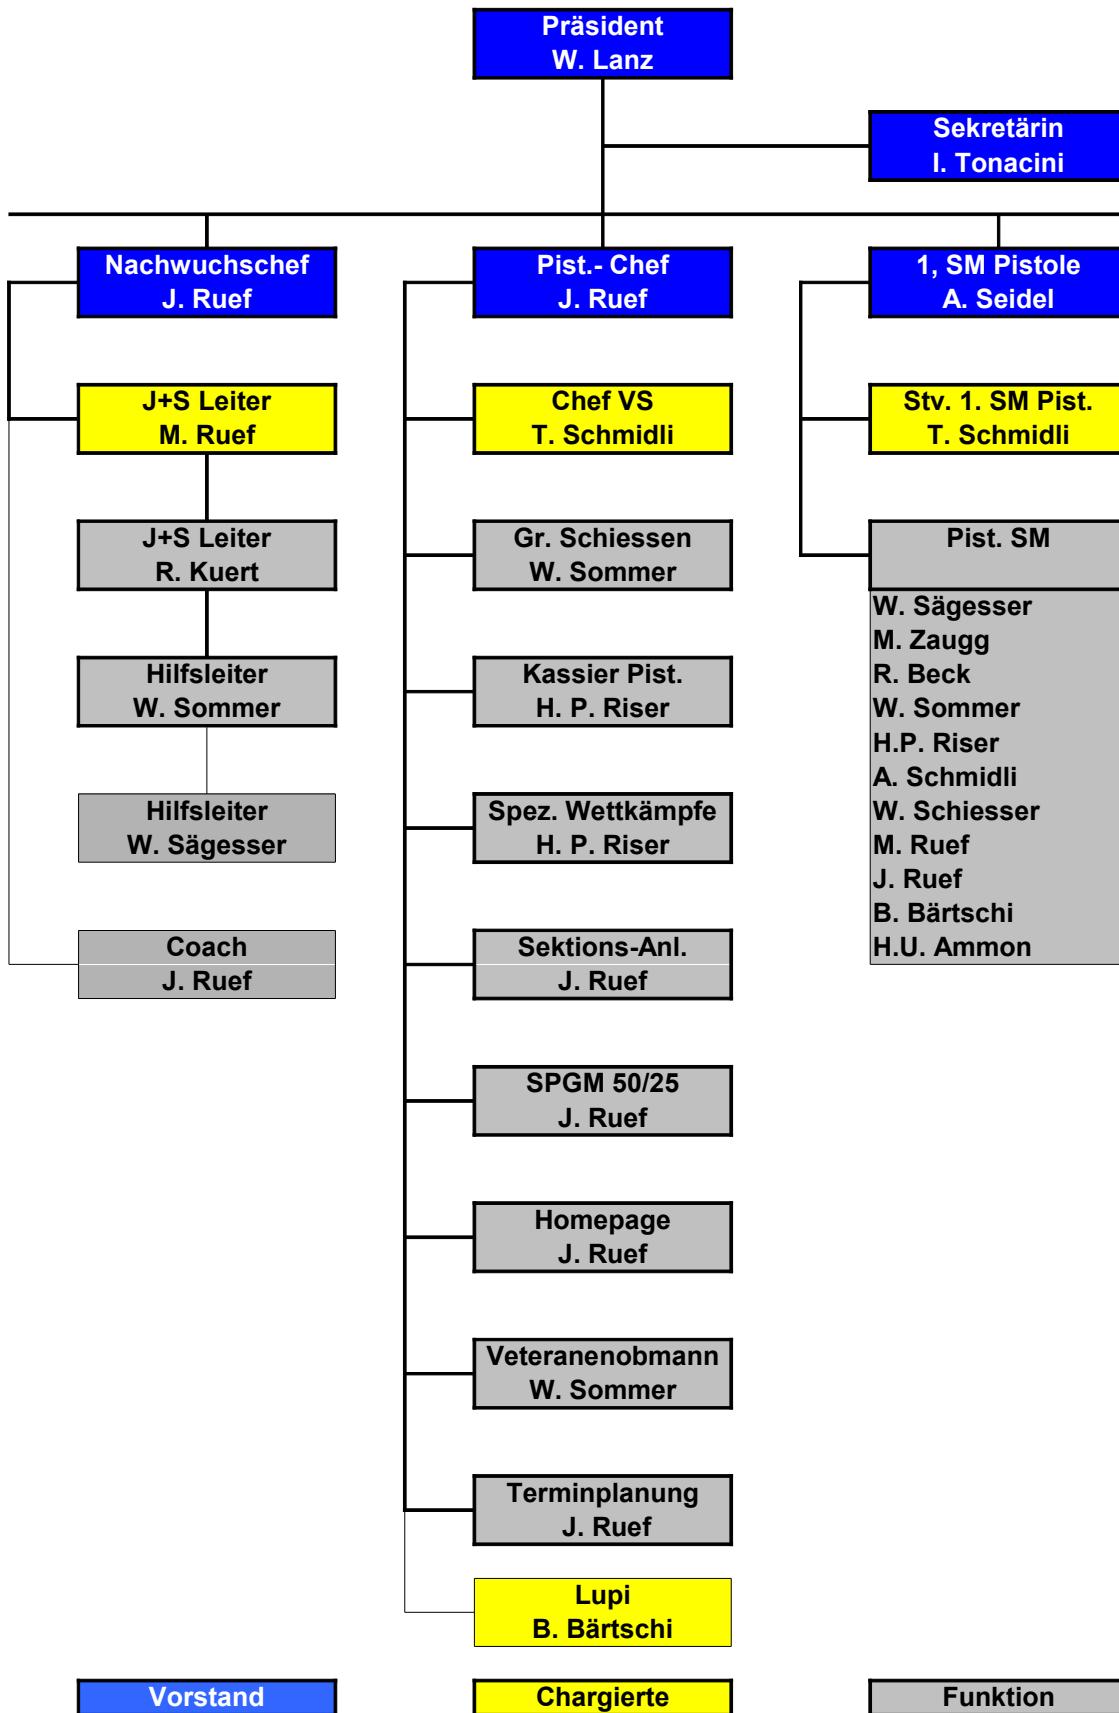 Präsident
W. Lanz
Sekretärin
I. Tonacini
Nachwuchschef
J. Ruef
Pist.- Chef
J. Ruef
1, SM Pistole
A. Seidel
J+S Leiter
M. Ruef
Chef VS
T. Schmidli
Stv. 1. SM Pist.
T. Schmidli
J+S Leiter
R. Kuert
Gr. Schiessen
W. Sommer
Pist. SM
W. Sägesser
M. Zaugg
R. Beck
W. Sommer
H.P. Riser
A. Schmidli
W. Schiesser
M. Ruef
J. Ruef
B. Bärtschi
H.U. Ammon
Hilfsleiter
W. Sommer
Kassier Pist.
H. P. Riser
Hilfsleiter
W. Sägesser
Spez. Wettkämpfe
H. P. Riser
Coach
J. Ruef
Sektions-Anl.
J. Ruef
SPGM 50/25
J. Ruef
Homepage
J. Ruef
Veteranenobmann
W. Sommer
Terminplanung
J. Ruef
Lupi
B. Bärtschi
Vorstand
Chargierte
Funktion